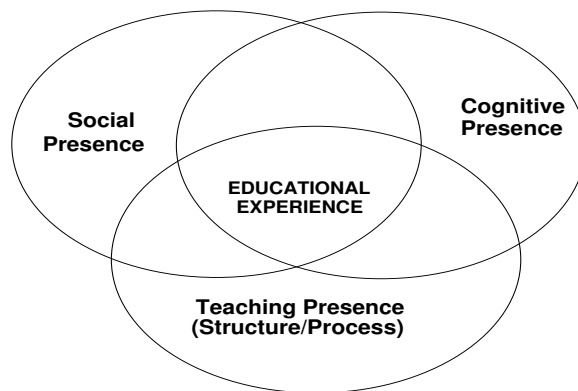 Social
Presence
Cognitive
Presence
EDUCATIONAL
EXPERIENCE
Teaching Presence
(Structure/Process)